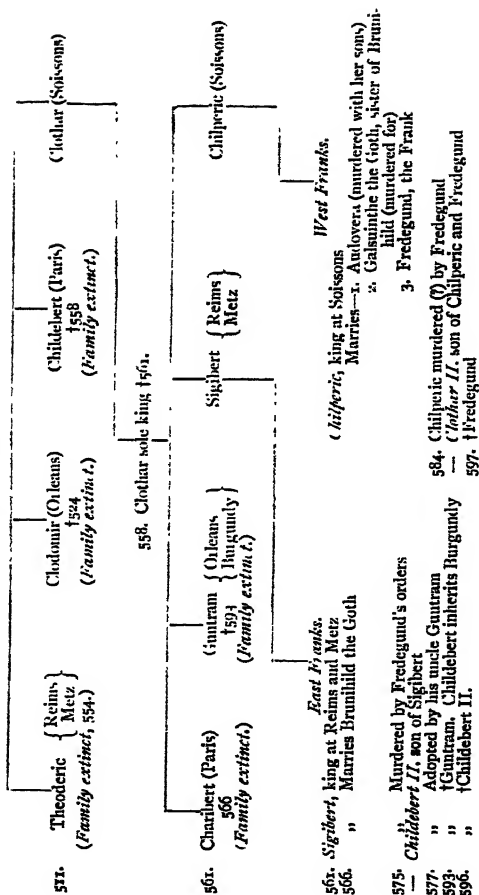 511. Theoderic { Reims Metz } Clodomir (Orleans) Childebert (Paris) Clothar (Soissons)
(Family extinct, 554.) †524 †558
(Family extinct.) (Family extinct.)
558. Clothar sole king †561.
561. Charibert (Paris) Guntram { Orleans Burgundy Sigibert { Reims Metz } Chilperic (Soissons)
566 †593
(Family extinct.) (Family extinct.)
East Franks.
561. Sigibert, king at Reims and Metz
566. „ Marries Brunihild the Goth
575. „ Murdered by Fredegund's orders
— Childebert II. son of Sigibert
577. „ Adopted by his uncle Guntram
593. „ †Guntram. Childebert inherits Burgundy
596. „ †Childebert II.
West Franks.
Chilperic, king at Soissons
Marries—1. Audovera (murdered with her sons)
2. Galsuinthe the Goth, sister of Bruni-
hild (murdered for)
3. Fredegund, the Frank
584. Chilperic murdered (?) by Fredegund
— Clothar II. son of Chilperic and Fredegund
597. †Fredegund